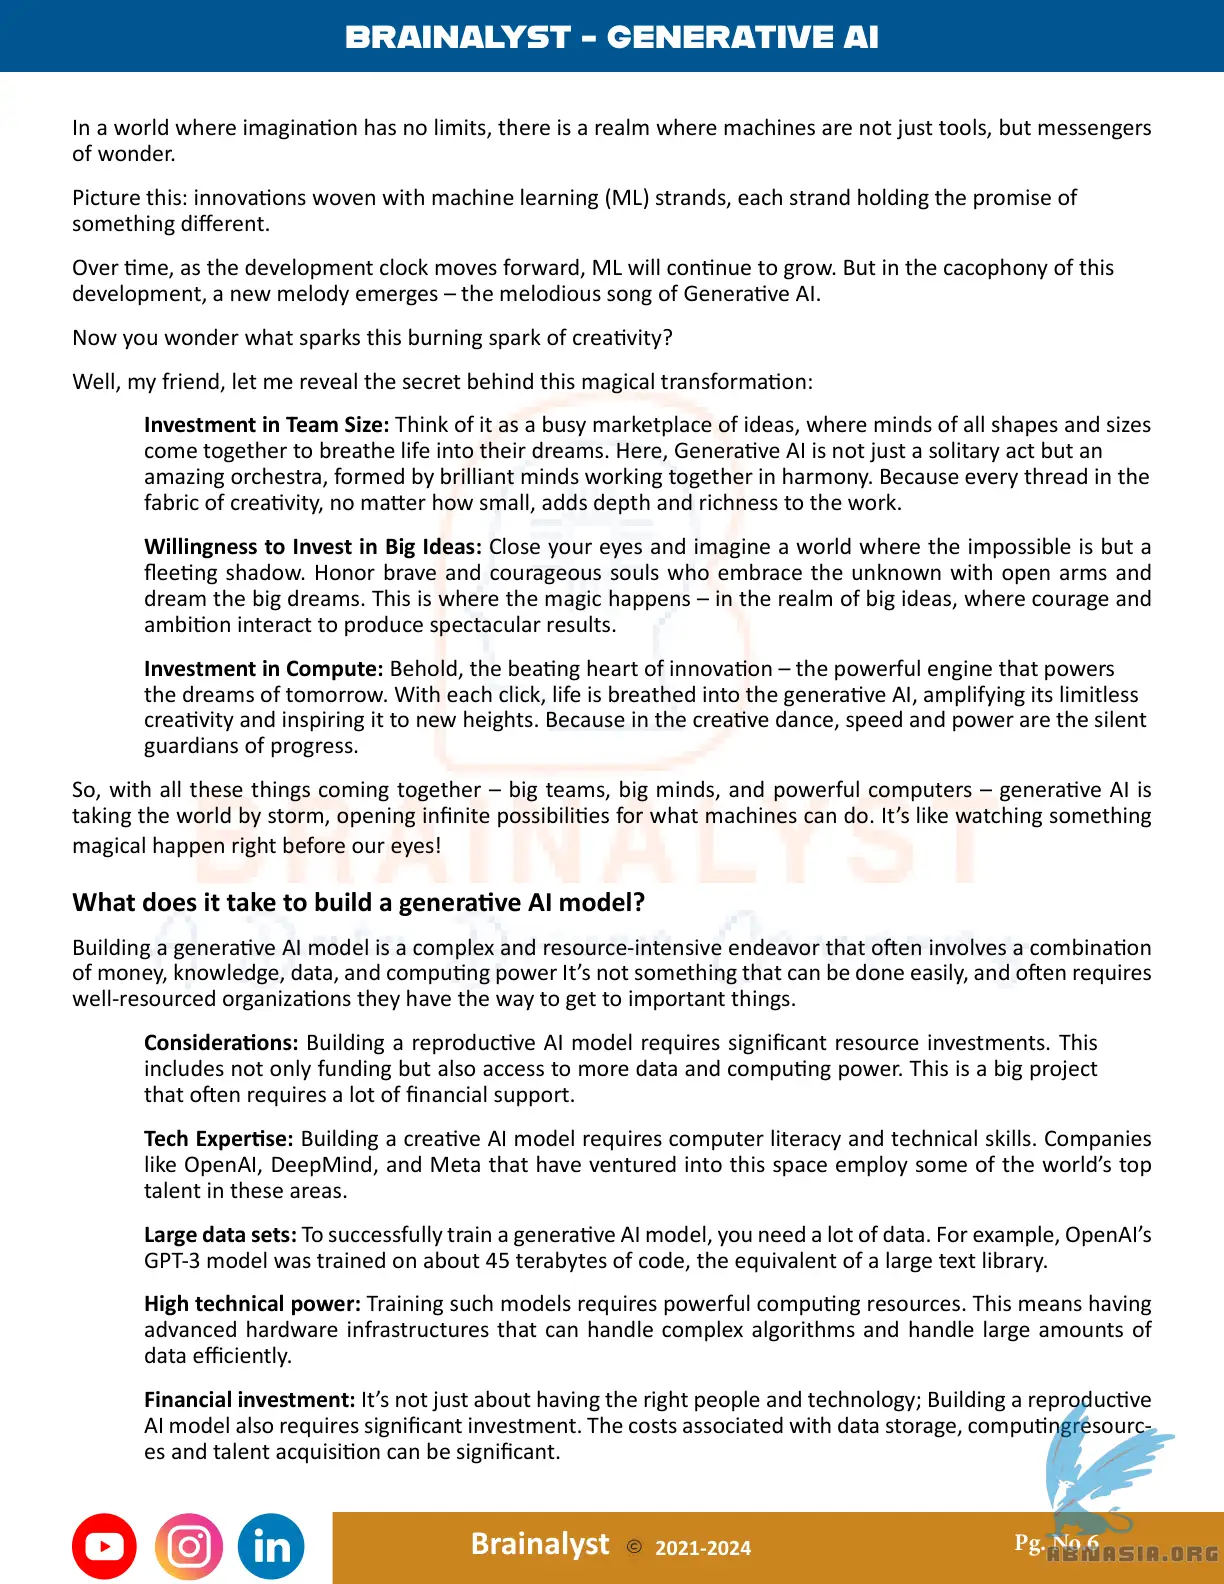 BRAINALYST - GENERATIVE AI
In a world where imagination has no limits, there is a realm where machines are not just tools, but messengers
of wonder.
Picture this: innovations woven with machine learning (ML) strands, each strand holding the promise of
something different.
Over time, as the development clock moves forward, ML will continue to grow. But in the cacophony of this
development, a new melody emerges – the melodious song of Generative AI.
Now you wonder what sparks this burning spark of creativity?
Well, my friend, let me reveal the secret behind this magical transformation:
Investment in Team Size: Think of it as a busy marketplace of ideas, where minds of all shapes and sizes
come together to breathe life into their dreams. Here, Generative AI is not just a solitary act but an
amazing orchestra, formed by brilliant minds working together in harmony. Because every thread in the
fabric of creativity, no matter how small, adds depth and richness to the work.
Willingness to Invest in Big Ideas: Close your eyes and imagine a world where the impossible is but a
fleeting shadow. Honor brave and courageous souls who embrace the unknown with open arms and
dream the big dreams. This is where the magic happens – in the realm of big ideas, where courage and
ambition interact to produce spectacular results.
Investment in Compute: Behold, the beating heart of innovation – the powerful engine that powers
the dreams of tomorrow. With each click, life is breathed into the generative AI, amplifying its limitless
creativity and inspiring it to new heights. Because in the creative dance, speed and power are the silent
guardians of progress.
So, with all these things coming together – big teams, big minds, and powerful computers – generative AI is
taking the world by storm, opening infinite possibilities for what machines can do. It's like watching something
magical happen right before our eyes!
BRAINALYST
What does it take to build a generative AI model?
A Data Driven Company
Building a generative AI model is a complex and resource-intensive endeavor that often involves a combination
of money, knowledge, data, and computing power It's not something that can be done easily, and often requires
well-resourced organizations they have the way to get to important things.
Considerations: Building a reproductive AI model requires significant resource investments. This
includes not only funding but also access to more data and computing power. This is a big project
that often requires a lot of financial support.
Tech Expertise: Building a creative AI model requires computer literacy and technical skills. Companies
like OpenAI, DeepMind, and Meta that have ventured into this space employ some of the world's top
talent in these areas.
Large data sets: To successfully train a generative AI model, you need a lot of data. For example, OpenAI's
GPT-3 model was trained on about 45 terabytes of code, the equivalent of a large text library.
High technical power: Training such models requires powerful computing resources. This means having
advanced hardware infrastructures that can handle complex algorithms and handle large amounts of
data efficiently.
Financial investment: It's not just about having the right people and technology; Building a reproductive
AI model also requires significant investment. The costs associated with data storage, computingresourc-
es and talent acquisition can be significant.
Brainalyst © 2021-2024
Pg. No 6
ABMASIA.ORG